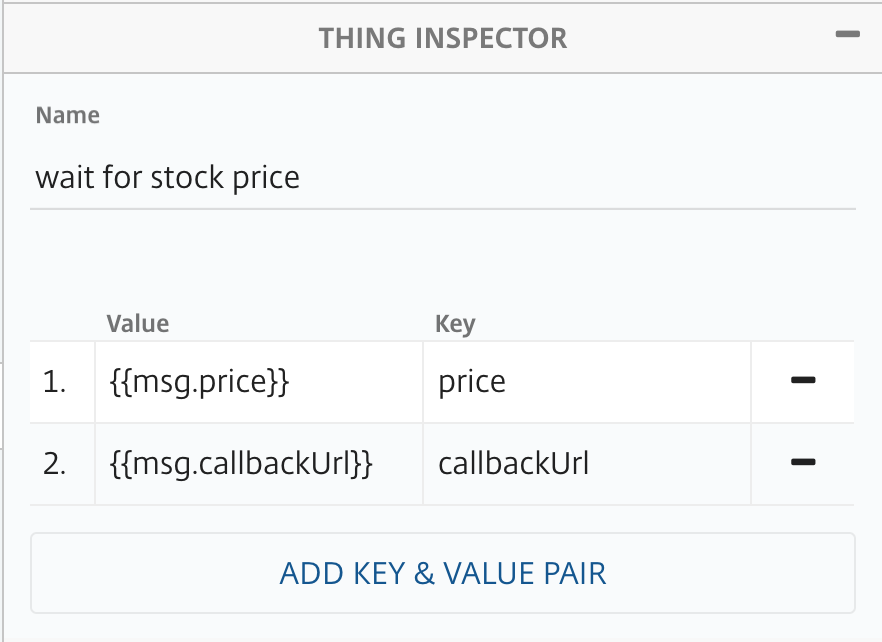 THING INSPECTOR
Name
wait for stock price
Value Key
1. {{msg.price}} price
2. {{msg.callbackUrl}} callbackUrl
ADD KEY & VALUE PAIR